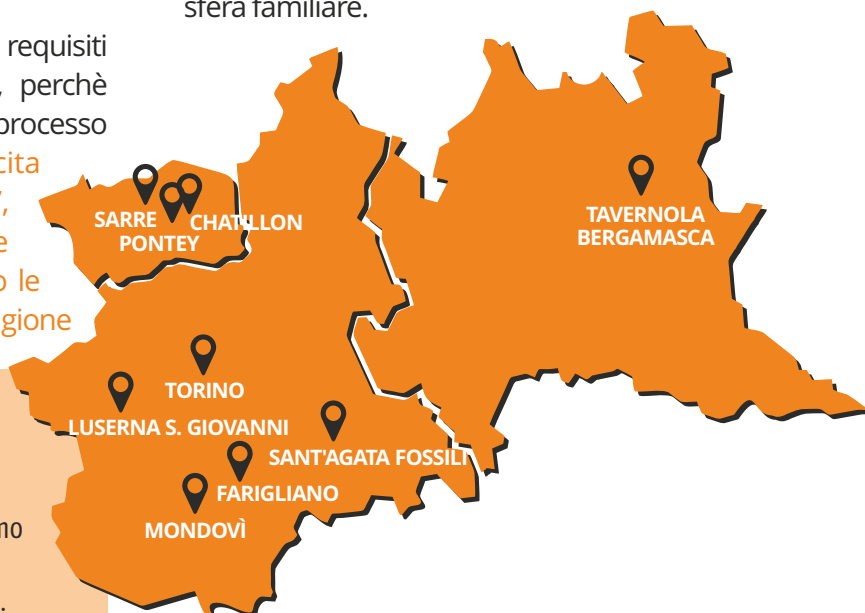 sfera familiare.
requisiti
, perchè
processo
cita
,
e
o le
gione
SARRE
CHATILLON
PONTEY
TAVERNOLA
BERGAMASCA
TORINO
LUSERNA S. GIOVANNI
SANT'AGATA FOSSILI
FARIGLIANO
MONDOVÌ
mo
.